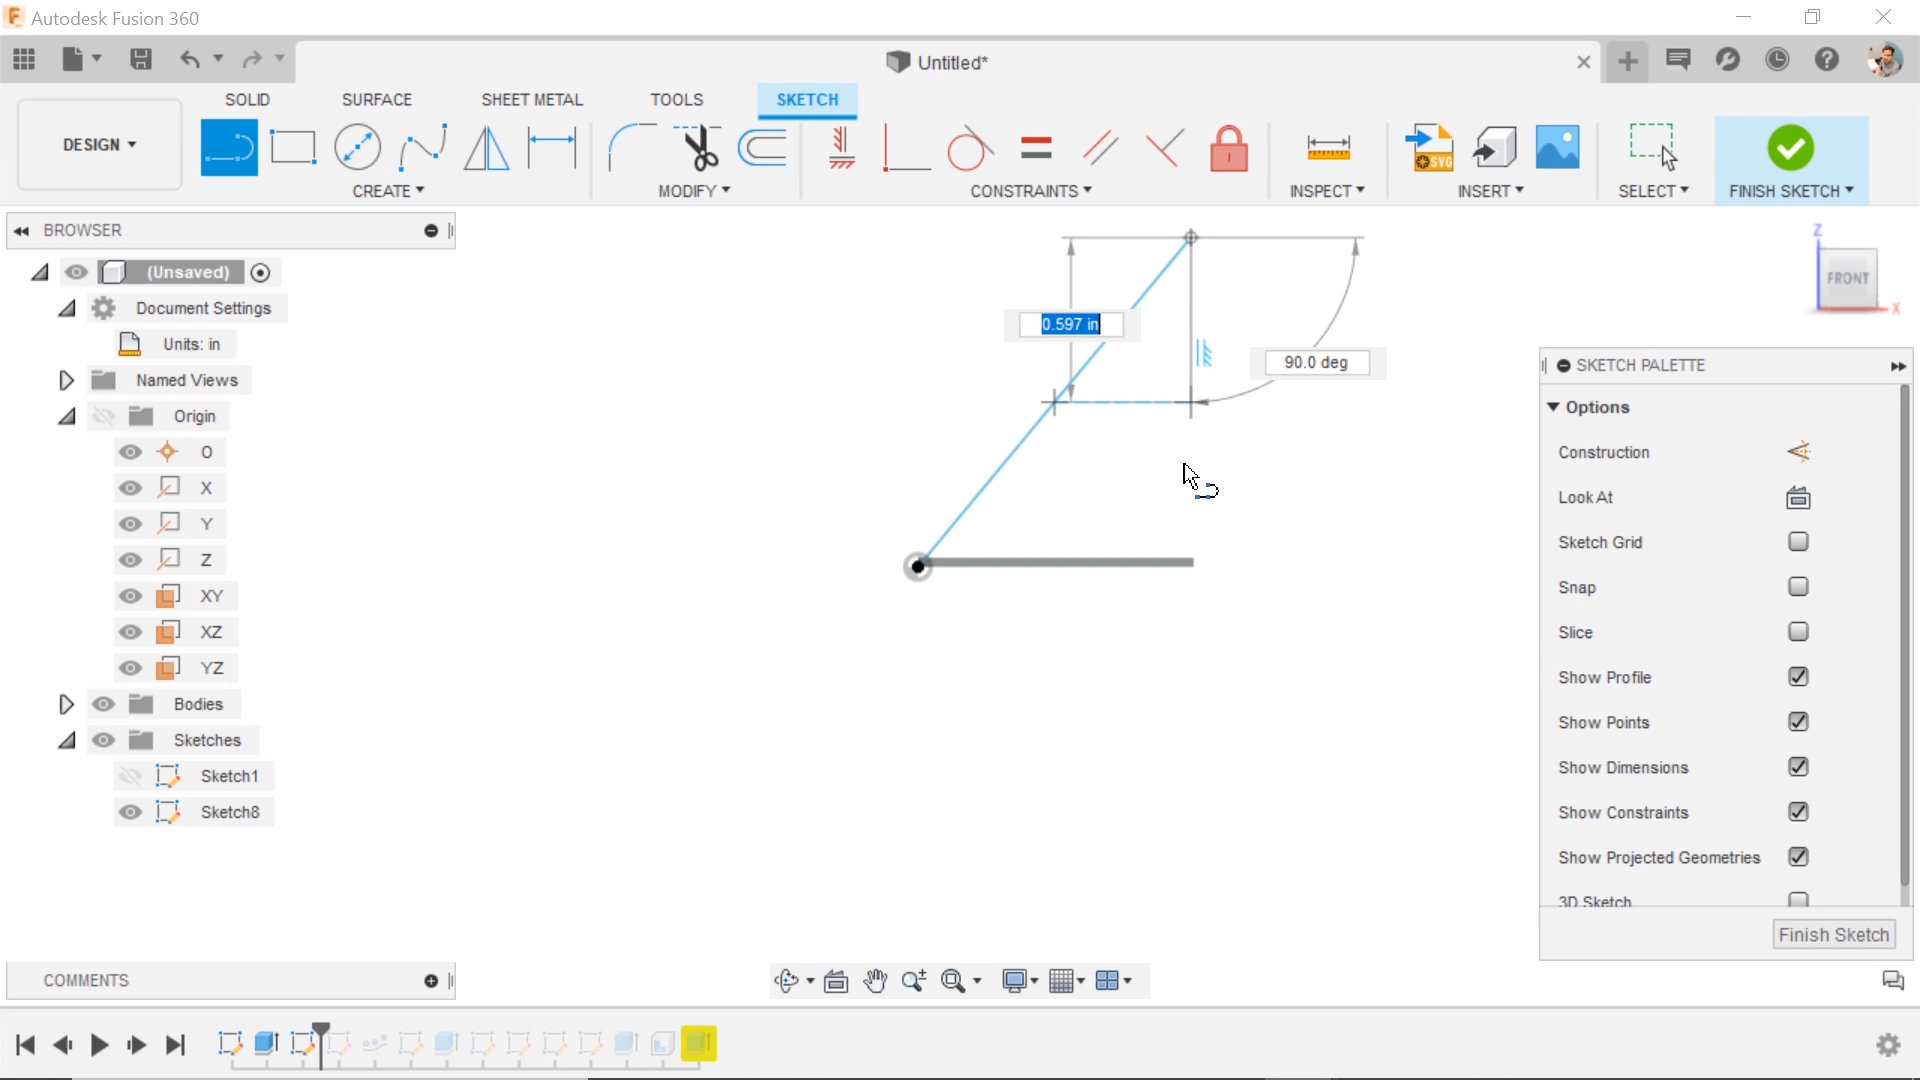 Autodesk Fusion 360
Untitled*
SOLID SURFACE SHEET METAL TOOLS SKETCH
DESIGN
SVG
CREATE MODIFY CONSTRAINTS INSPECT INSERT SELECT FINISH SKETCH
BROWSER
(Unsaved)
Document Settings
Units: in
Named Views
Origin
O
X
Y
Z
XY
XZ
YZ
Bodies
Sketches
Sketch1
Sketch8
0.597 in
90.0 deg
Z
FRONT
X
SKETCH PALETTE
Options
Construction
Look At
Sketch Grid
Snap
Slice
Show Profile
Show Points
Show Dimensions
Show Constraints
Show Projected Geometries
3D Sketch
Finish Sketch
COMMENTS